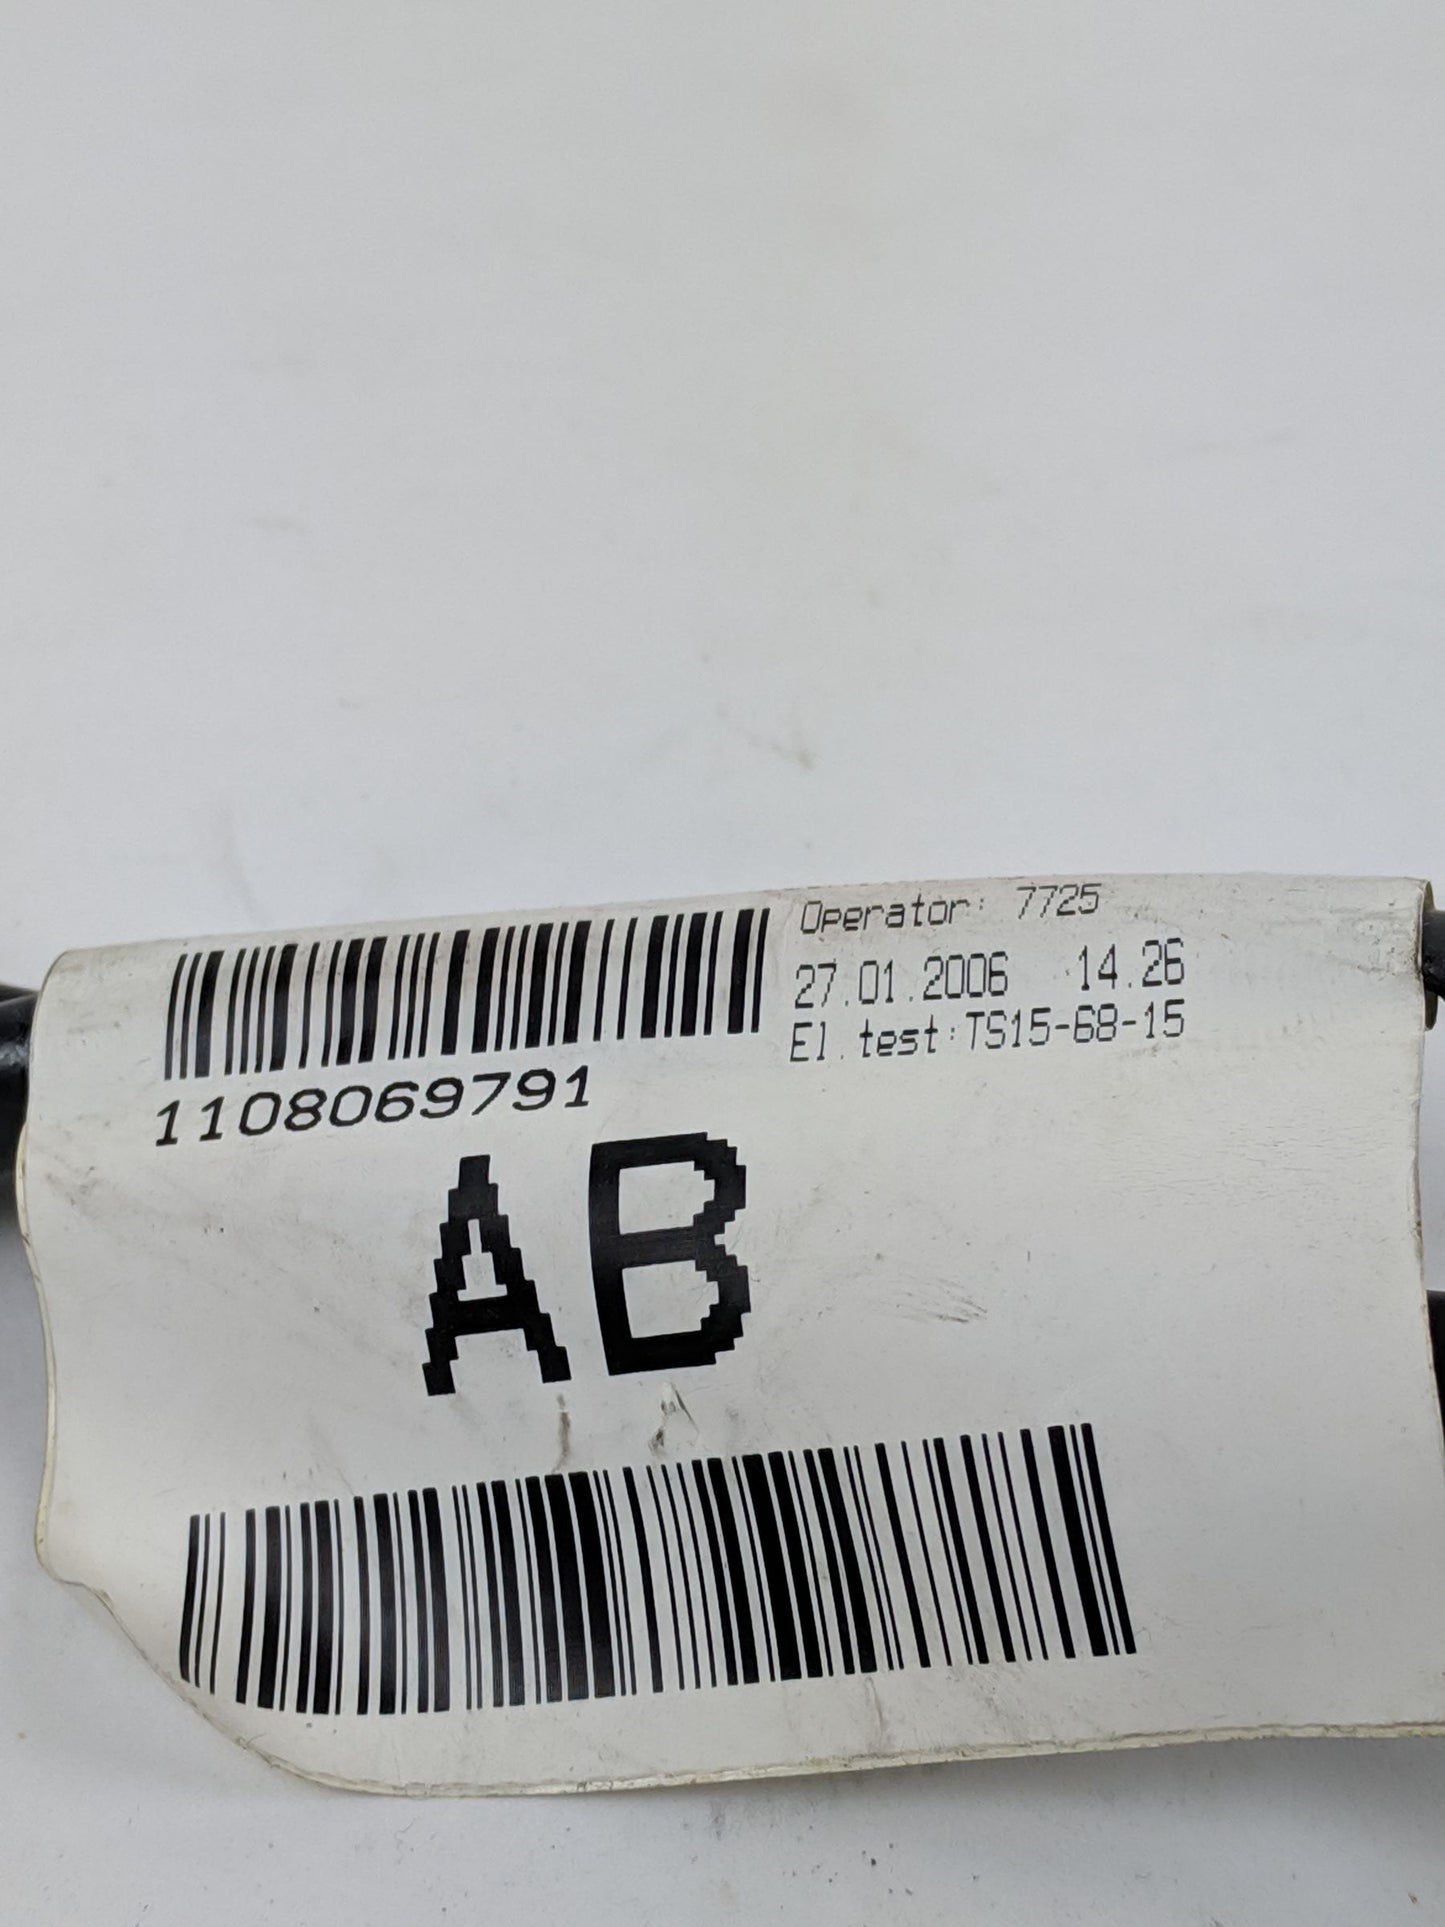 Operator: 7725
27.01.2006 14.26
El.test:TS15-68-15
1108069791
AB